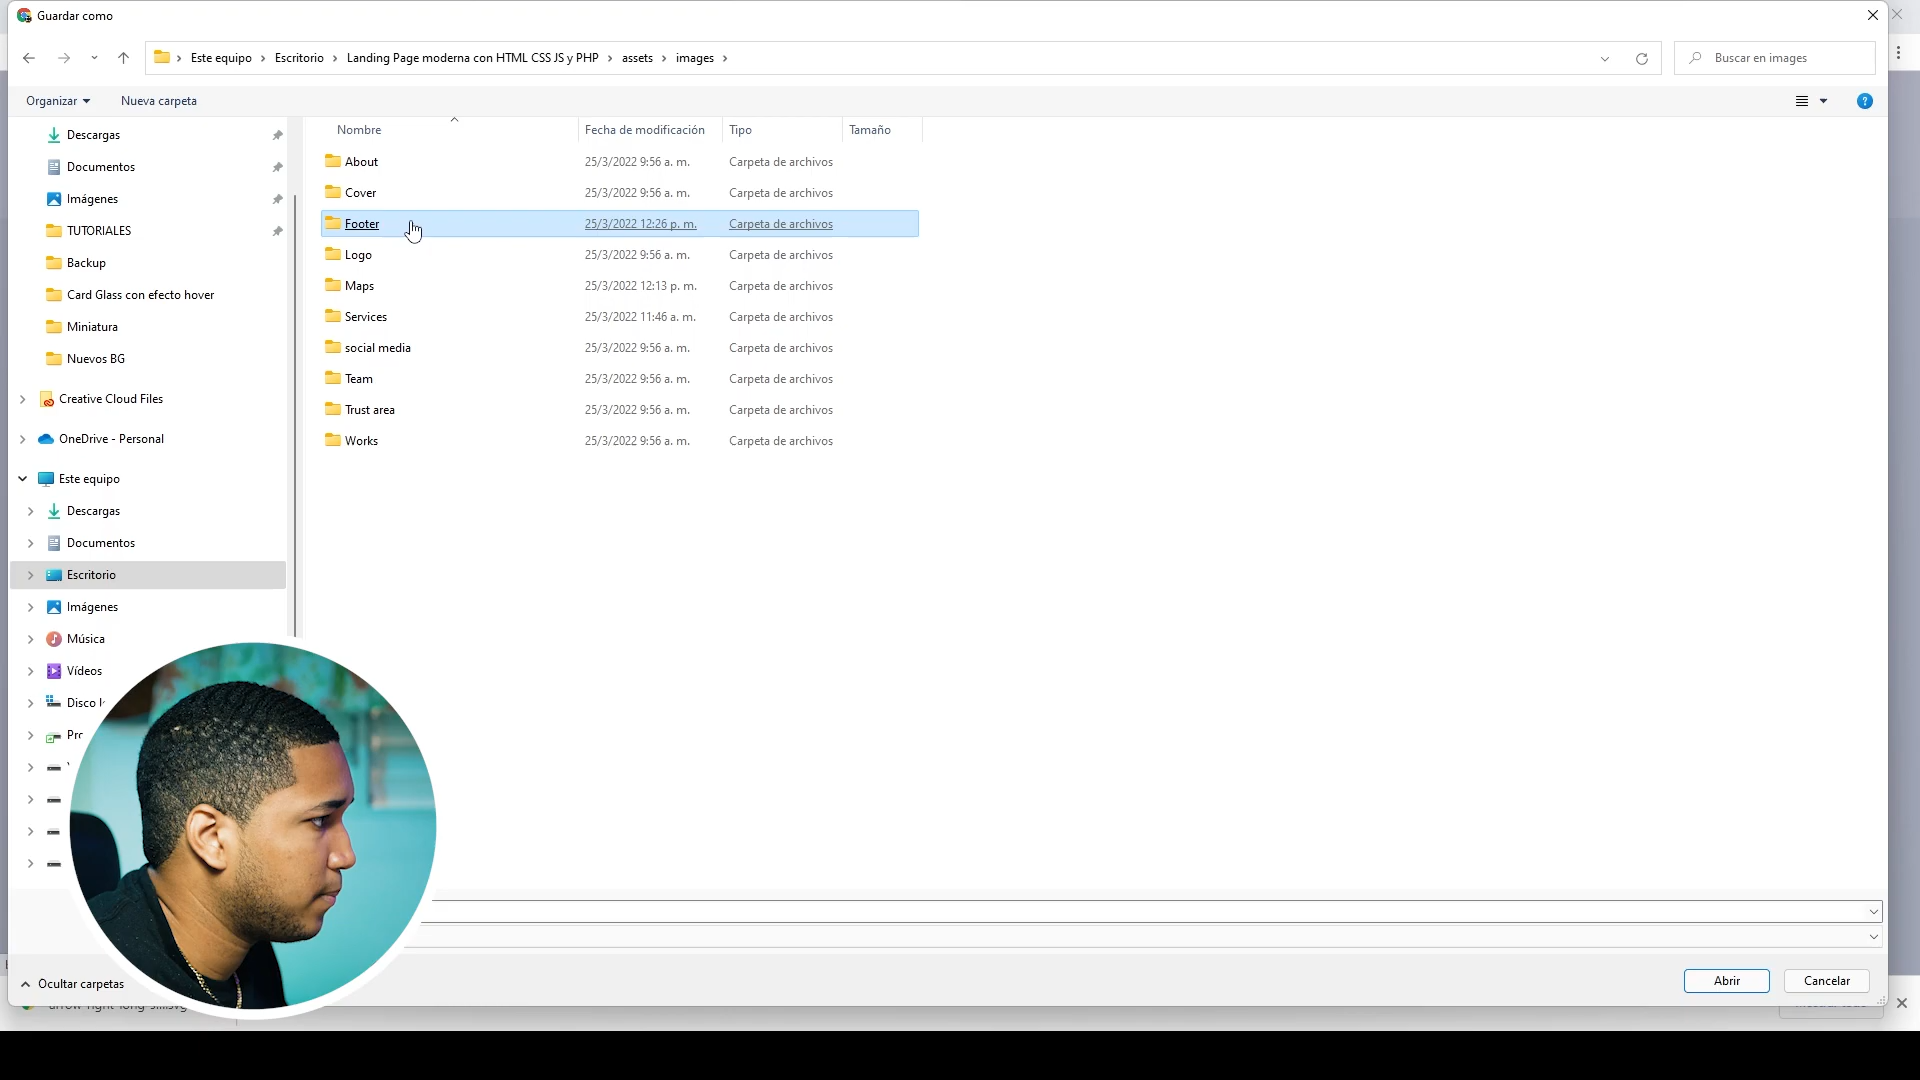 Guardar como
Este equipo > Escritorio > Landing Page moderna con HTML CSS JS y PHP > assets > images >
Buscar en images
Organizar
Nueva carpeta
Nombre Fecha de modificación Tipo Tamaño
About 25/3/2022 9:56 a. m. Carpeta de archivos
Cover 25/3/2022 9:56 a. m. Carpeta de archivos
Footer 25/3/2022 12:26 p. m. Carpeta de archivos
Logo 25/3/2022 9:56 a. m. Carpeta de archivos
Maps 25/3/2022 12:13 p. m. Carpeta de archivos
Services 25/3/2022 11:46 a. m. Carpeta de archivos
social media 25/3/2022 9:56 a. m. Carpeta de archivos
Team 25/3/2022 9:56 a. m. Carpeta de archivos
Trust area 25/3/2022 9:56 a. m. Carpeta de archivos
Works 25/3/2022 9:56 a. m. Carpeta de archivos
Descargas
Documentos
Imágenes
TUTORIALES
Backup
Card Glass con efecto hover
Miniatura
Nuevos BG
Creative Cloud Files
OneDrive - Personal
Este equipo
Descargas
Documentos
Escritorio
Imágenes
Música
Vídeos
Disco
Ocultar carpetas
Abrir
Cancelar